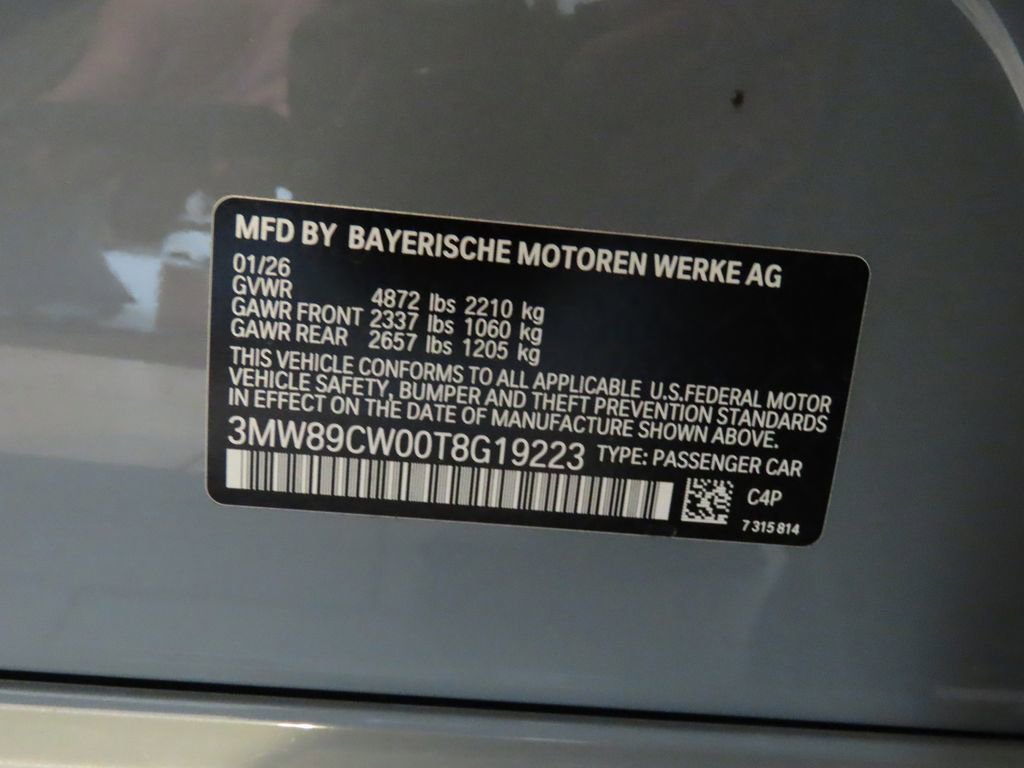 MFD BY BAYERISCHE MOTOREN WERKE AG
01/26
GVWR 4872 lbs 2210 kg
GAWR FRONT 2337 lbs 1060 kg
GAWR REAR 2657 lbs 1205 kg
THIS VEHICLE CONFORMS TO ALL APPLICABLE U.S.FEDERAL MOTOR
VEHICLE SAFETY, BUMPER AND THEFT PREVENTION STANDARDS
IN EFFECT ON THE DATE OF MANUFACTURE SHOWN ABOVE.
3MW89CW00T8G19223 TYPE: PASSENGER CAR
C4P
7 315 814